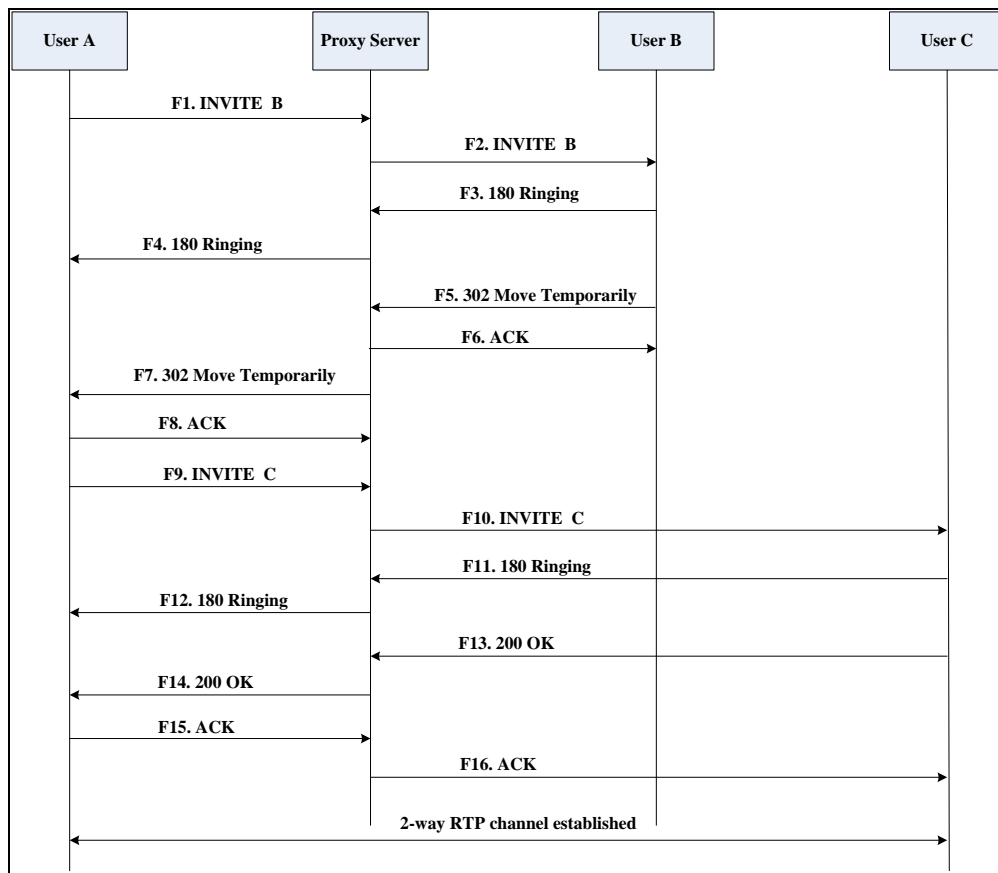 User A
Proxy Server
User B
User C
F1. INVITE B
F2. INVITE B
F3. 180 Ringing
F4. 180 Ringing
F5. 302 Move Temporarily
F6. ACK
F7. 302 Move Temporarily
F8. ACK
F9. INVITE C
F10. INVITE C
F11. 180 Ringing
F12. 180 Ringing
F13. 200 OK
F14. 200 OK
F15. ACK
F16. ACK
2-way RTP channel established